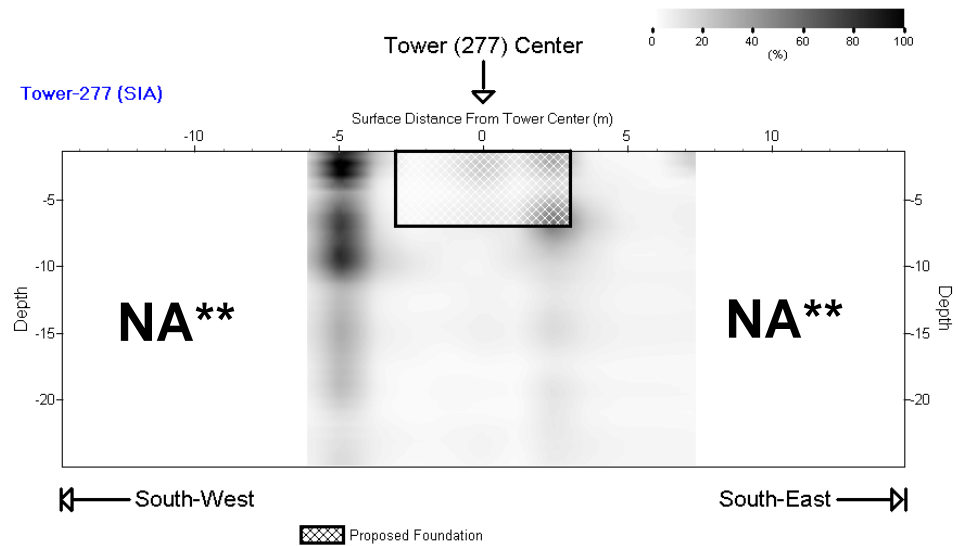 0 20 40 60 80 100
(%)
Tower (277) Center
Tower-277 (SIA)
Surface Distance From Tower Center (m)
-10 -5 0 5 10
-5 -5
-10 -10
-15 -15
-20 -20
Depth
Depth
NA** NA**
South-West South-East
Proposed Foundation